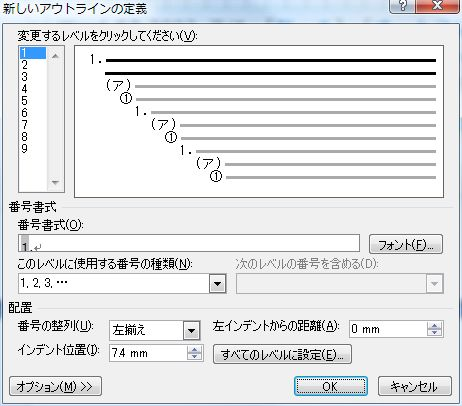 新しいアウトラインの定義
変更するレベルをクリックしてください(V):
1
2
3
4
5
6
7
8
9
1.
(ア)
①
1.
(ア)
①
1.
(ア)
①
番号書式
番号書式(O):
1.
フォント(F)...
このレベルに使用する番号の種類(N):
次のレベルの番号を含める(D):
1, 2, 3, …
配置
番号の整列(U):
左揃え
左インデントからの距離(A):
0 mm
インデント位置(I):
7.4 mm
すべてのレベルに設定(E)...
オプション(M) >>
OK
キャンセル